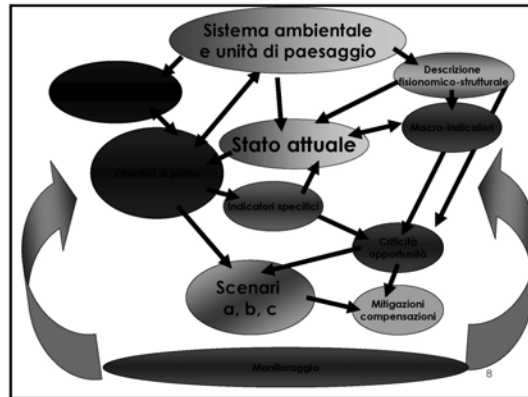 Sistema ambientale
e unità di paesaggio
Descrizione
fisionomico-strutturale
Macro-indicatori
Stato attuale
Obiettivi di piano
Indicatori specifici
Criticità
opportunità
Scenari
a, b, c
Mitigazioni
compensazioni
Monitoraggio
8